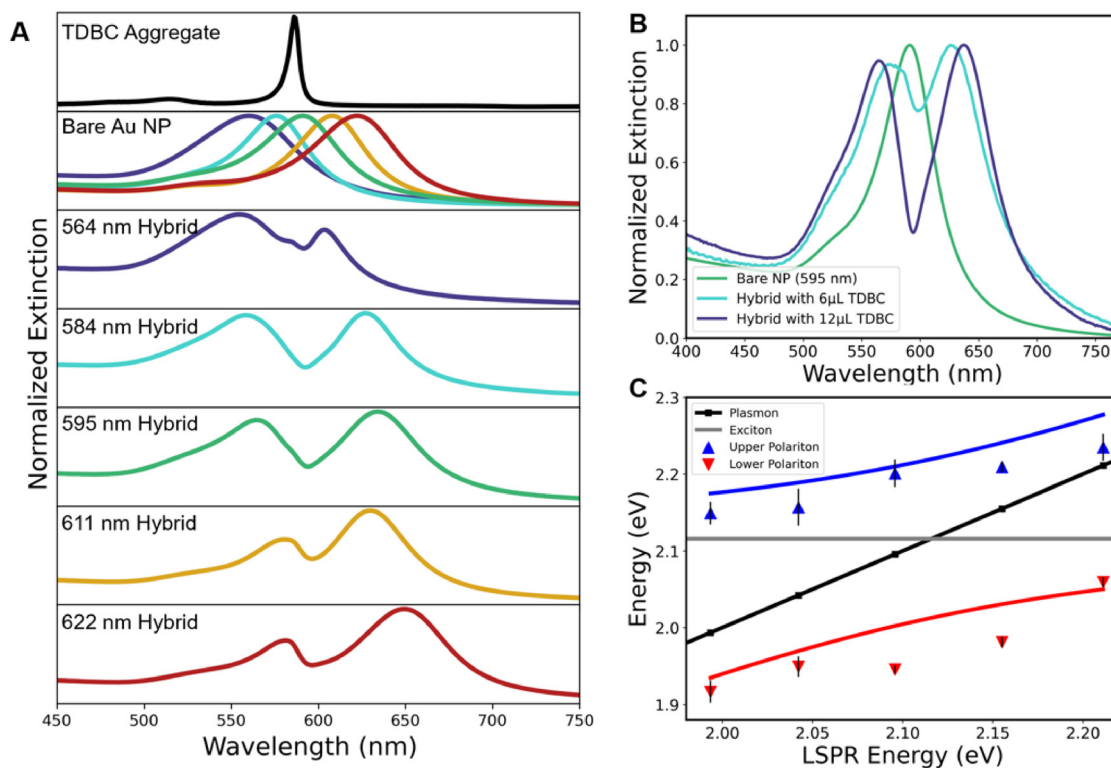 A
TDBC Aggregate
Bare Au NP
564 nm Hybrid
584 nm Hybrid
595 nm Hybrid
611 nm Hybrid
622 nm Hybrid
Normalized Extinction
450 500 550 600 650 700 750
Wavelength (nm)
B
1.0
0.8
0.6
0.4
0.2
0.0
Normalized Extinction
Bare NP (595 nm)
Hybrid with 6μL TDBC
Hybrid with 12μL TDBC
400 450 500 550 600 650 700 750
Wavelength (nm)
C
2.3
2.2
2.1
2.0
1.9
Energy (eV)
Plasmon
Exciton
Upper Polariton
Lower Polariton
2.00 2.05 2.10 2.15 2.20
LSPR Energy (eV)